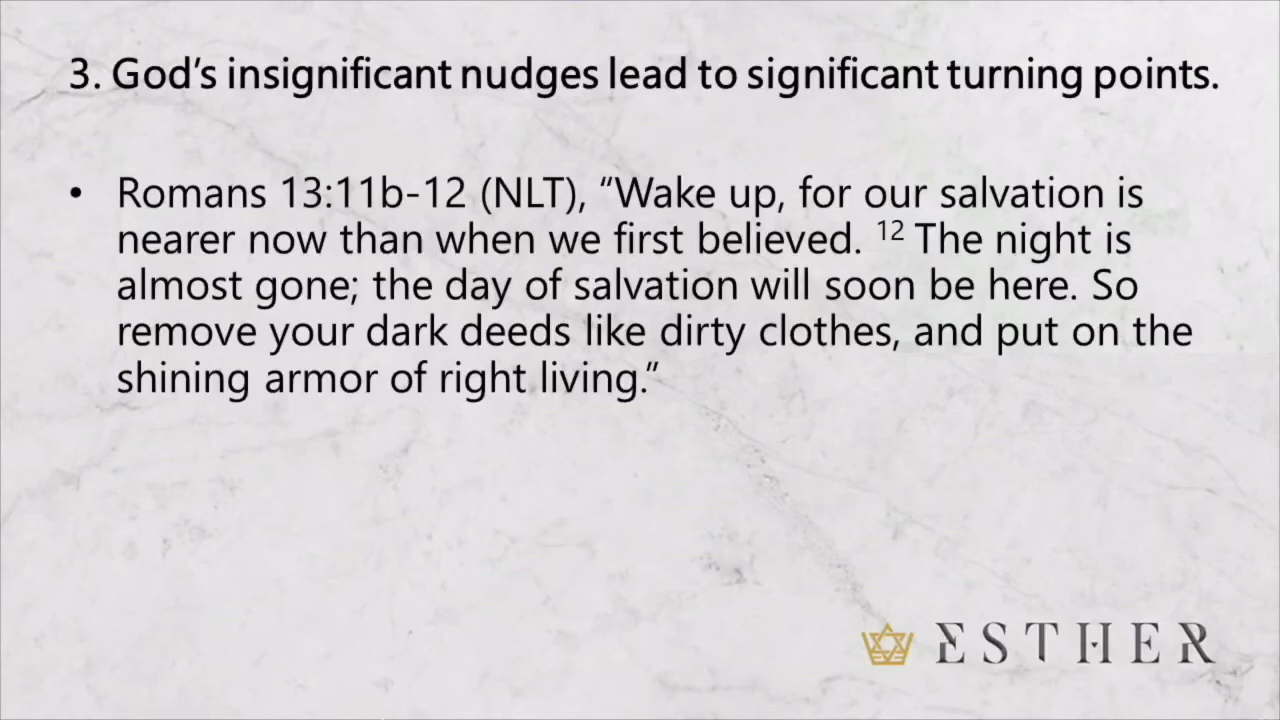 3. God’s insignificant nudges lead to significant turning points.
• Romans 13:11b-12 (NLT), “Wake up, for our salvation is
nearer now than when we first believed. ¹² The night is
almost gone; the day of salvation will soon be here. So
remove your dark deeds like dirty clothes, and put on the
shining armor of right living.”
ESTHER